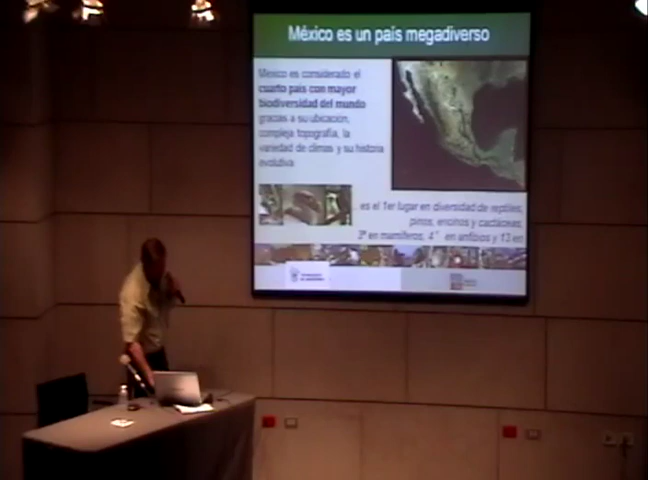 México es un país megadiverso
México es considerado el
cuarto país con mayor
biodiversidad del mundo
gracias a su ubicación,
compleja topografía, la
variedad de climas y su historia
evolutiva
es el 1er lugar en diversidad de reptiles,
pinos, encinos y cactáceas,
3º en mamíferos, 4° en anfibios y 13 en